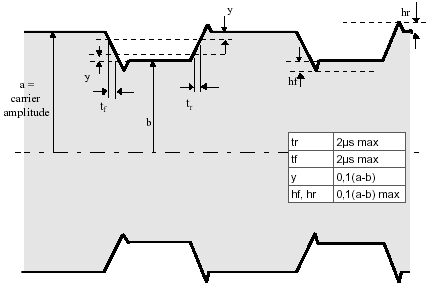 y
hr
a =
carrier
amplitude
y
tf
b
tr
hf
tr 2µs max
tf 2µs max
y 0,1(a-b)
hf, hr 0,1(a-b) max